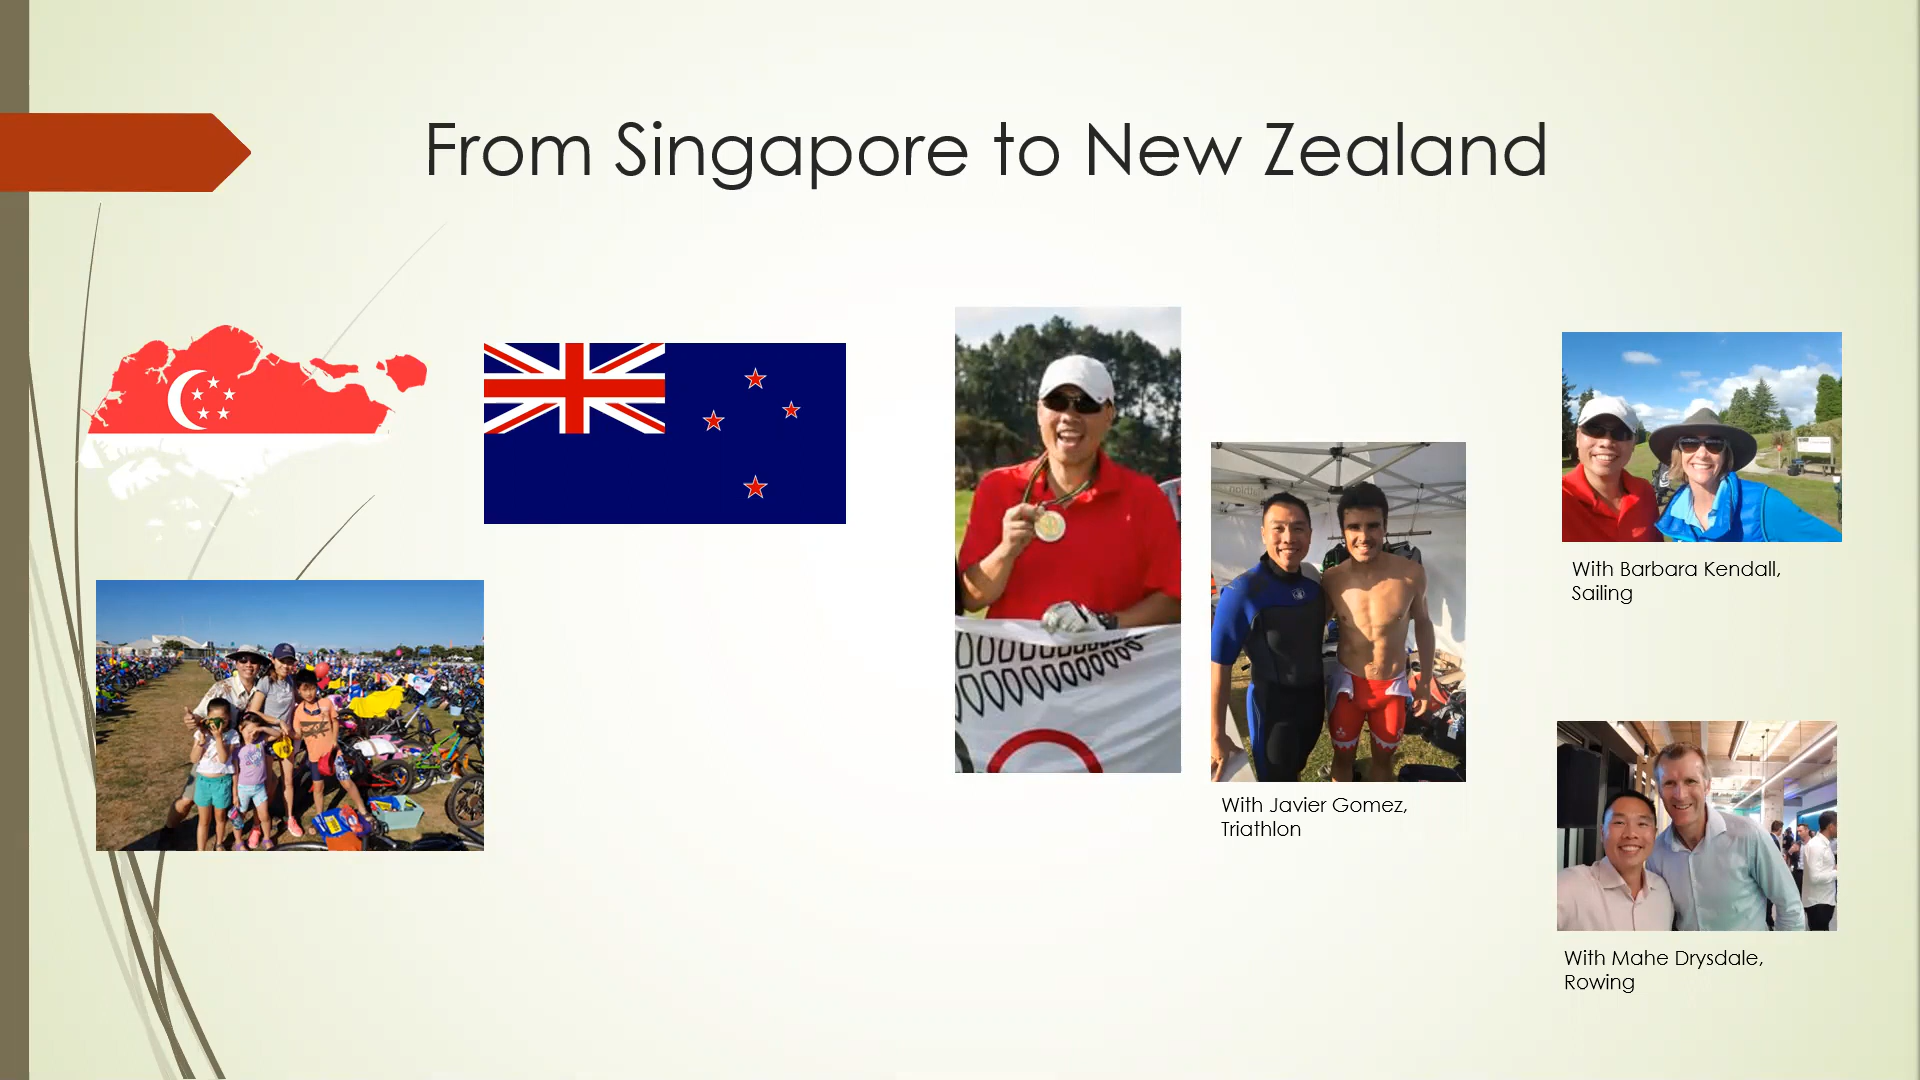 From Singapore to New Zealand
With Barbara Kendall,
Sailing
With Javier Gomez,
Triathlon
With Mahe Drysdale,
Rowing